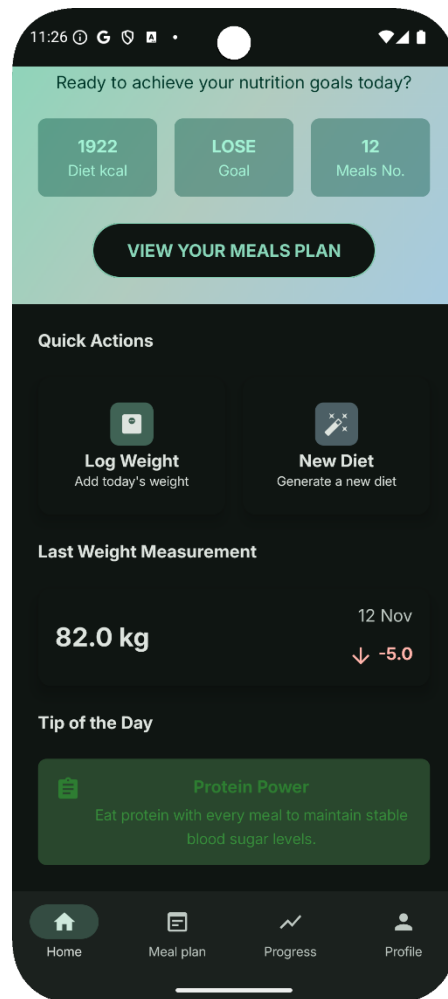 11:26
Ready to achieve your nutrition goals today?
1922
Diet kcal
LOSE
Goal
12
Meals No.
VIEW YOUR MEALS PLAN
Quick Actions
Log Weight
Add today's weight
New Diet
Generate a new diet
Last Weight Measurement
82.0 kg
12 Nov
-5.0
Tip of the Day
Protein Power
Eat protein with every meal to maintain stable
blood sugar levels.
Home
Meal plan
Progress
Profile